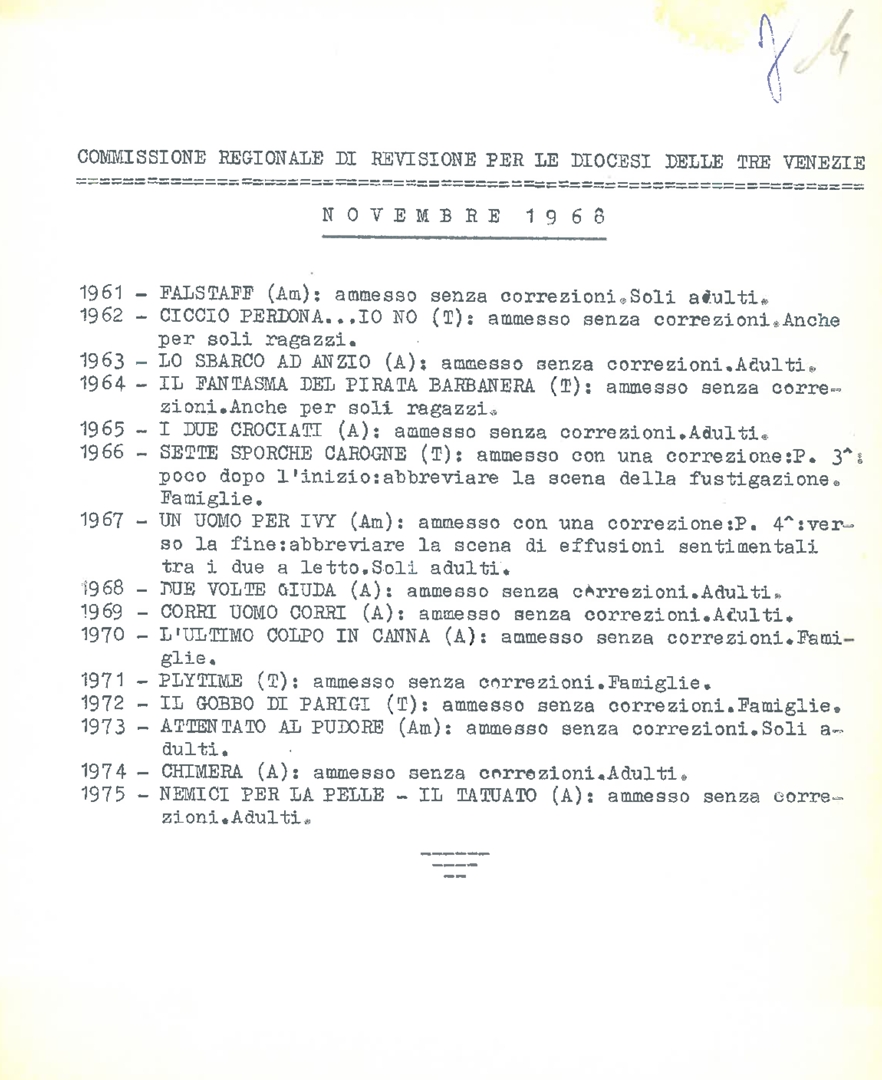 COMMISSIONE REGIONALE DI REVISIONE PER LE DIOCESI DELLE TRE VENEZIE
N O V E M B R E 1 9 6 8
1961 - FALSTAFF (Am): ammesso senza correzioni.Soli adulti.
1962 - CICCIO PERDONA...IO NO (T): ammesso senza correzioni.Anche
per soli ragazzi.
1963 - LO SBARCO AD ANZIO (A): ammesso senza correzioni.Adulti.
1964 - IL FANTASMA DEL PIRATA BARBANERA (T): ammesso senza corre-
zioni.Anche per soli ragazzi.
1965 - I DUE CROCIATI (A): ammesso senza correzioni.Adulti.
1966 - SETTE SPORCHE CAROGNE (T): ammesso con una correzione:P. 3^:
poco dopo l'inizio:abbreviare la scena della fustigazione.
Famiglie.
1967 - UN UOMO PER IVY (Am): ammesso con una correzione:P. 4^:ver-
so la fine:abbreviare la scena di effusioni sentimentali
tra i due a letto.Soli adulti.
1968 - DUE VOLTE GIUDA (A): ammesso senza correzioni.Adulti.
1969 - CORRI UOMO CORRI (A): ammesso senza correzioni.Adulti.
1970 - L'ULTIMO COLPO IN CANNA (A): ammesso senza correzioni.Fami-
glie.
1971 - PLYTIME (T): ammesso senza correzioni.Famiglie.
1972 - IL GOBBO DI PARIGI (T): ammesso senza correzioni.Famiglie.
1973 - ATTENTATO AL PUDORE (Am): ammesso senza correzioni.Soli a-
dulti.
1974 - CHIMERA (A): ammesso senza correzioni.Adulti.
1975 - NEMICI PER LA PELLE - IL TATUATO (A): ammesso senza corre-
zioni.Adulti.